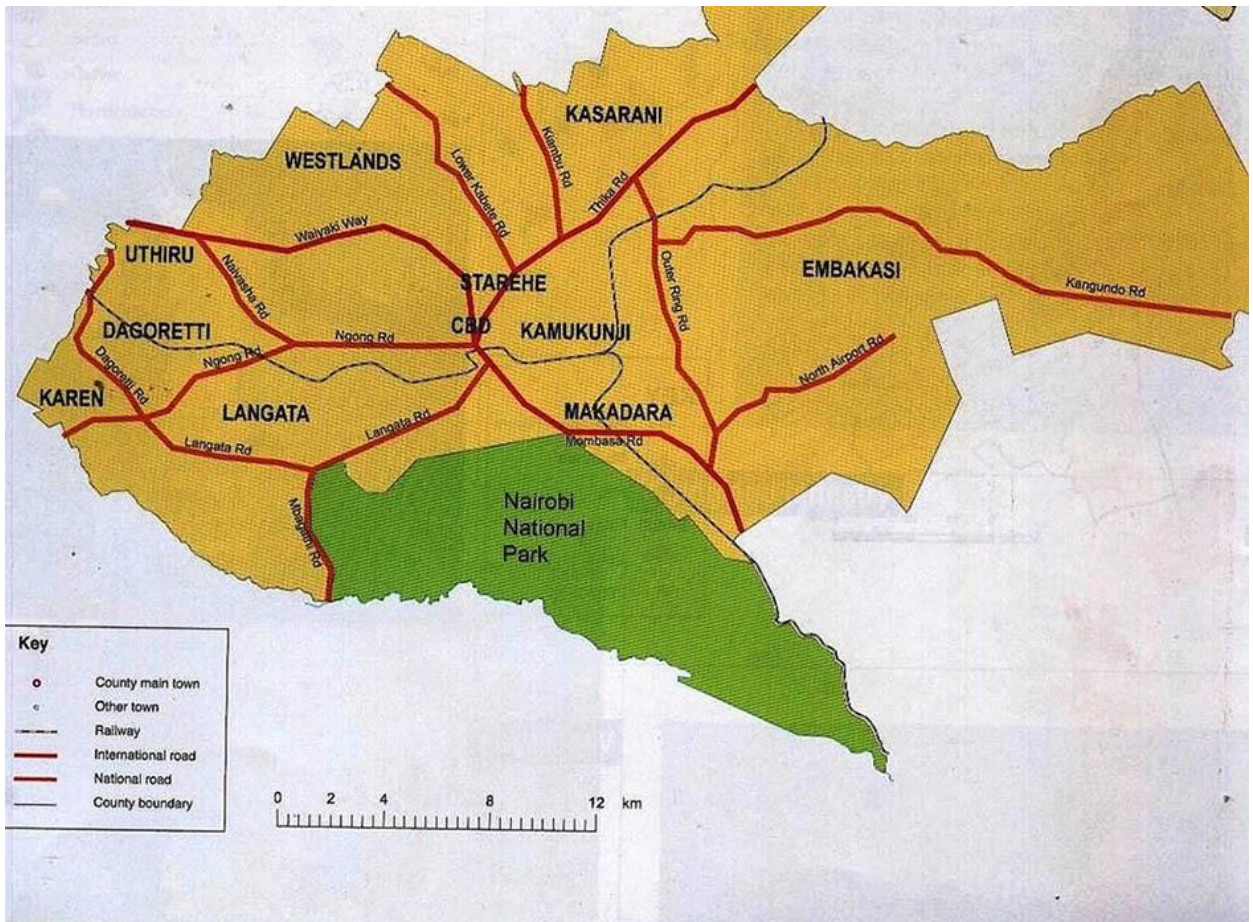 KASARANI
WESTLANDS
Lower Kabete Rd
Kiambu Rd
Thika Rd
Waiyaki Way
UTHIRU
Naivasha Rd
STAREHE
EMBAKASI
Outer Ring Rd
Kangundo Rd
CBD
KAMUKUNJI
DAGORETTI
Ngong Rd
Ngong Rd
North Airport Rd
Dagoretti Rd
KAREN
LANGATA
Langata Rd
MAKADARA
Mombasa Rd
Langata Rd
Mbagathi Rd
Nairobi
National
Park
Key
County main town
Other town
Railway
International road
National road
County boundary
0 2 4 8 12 km